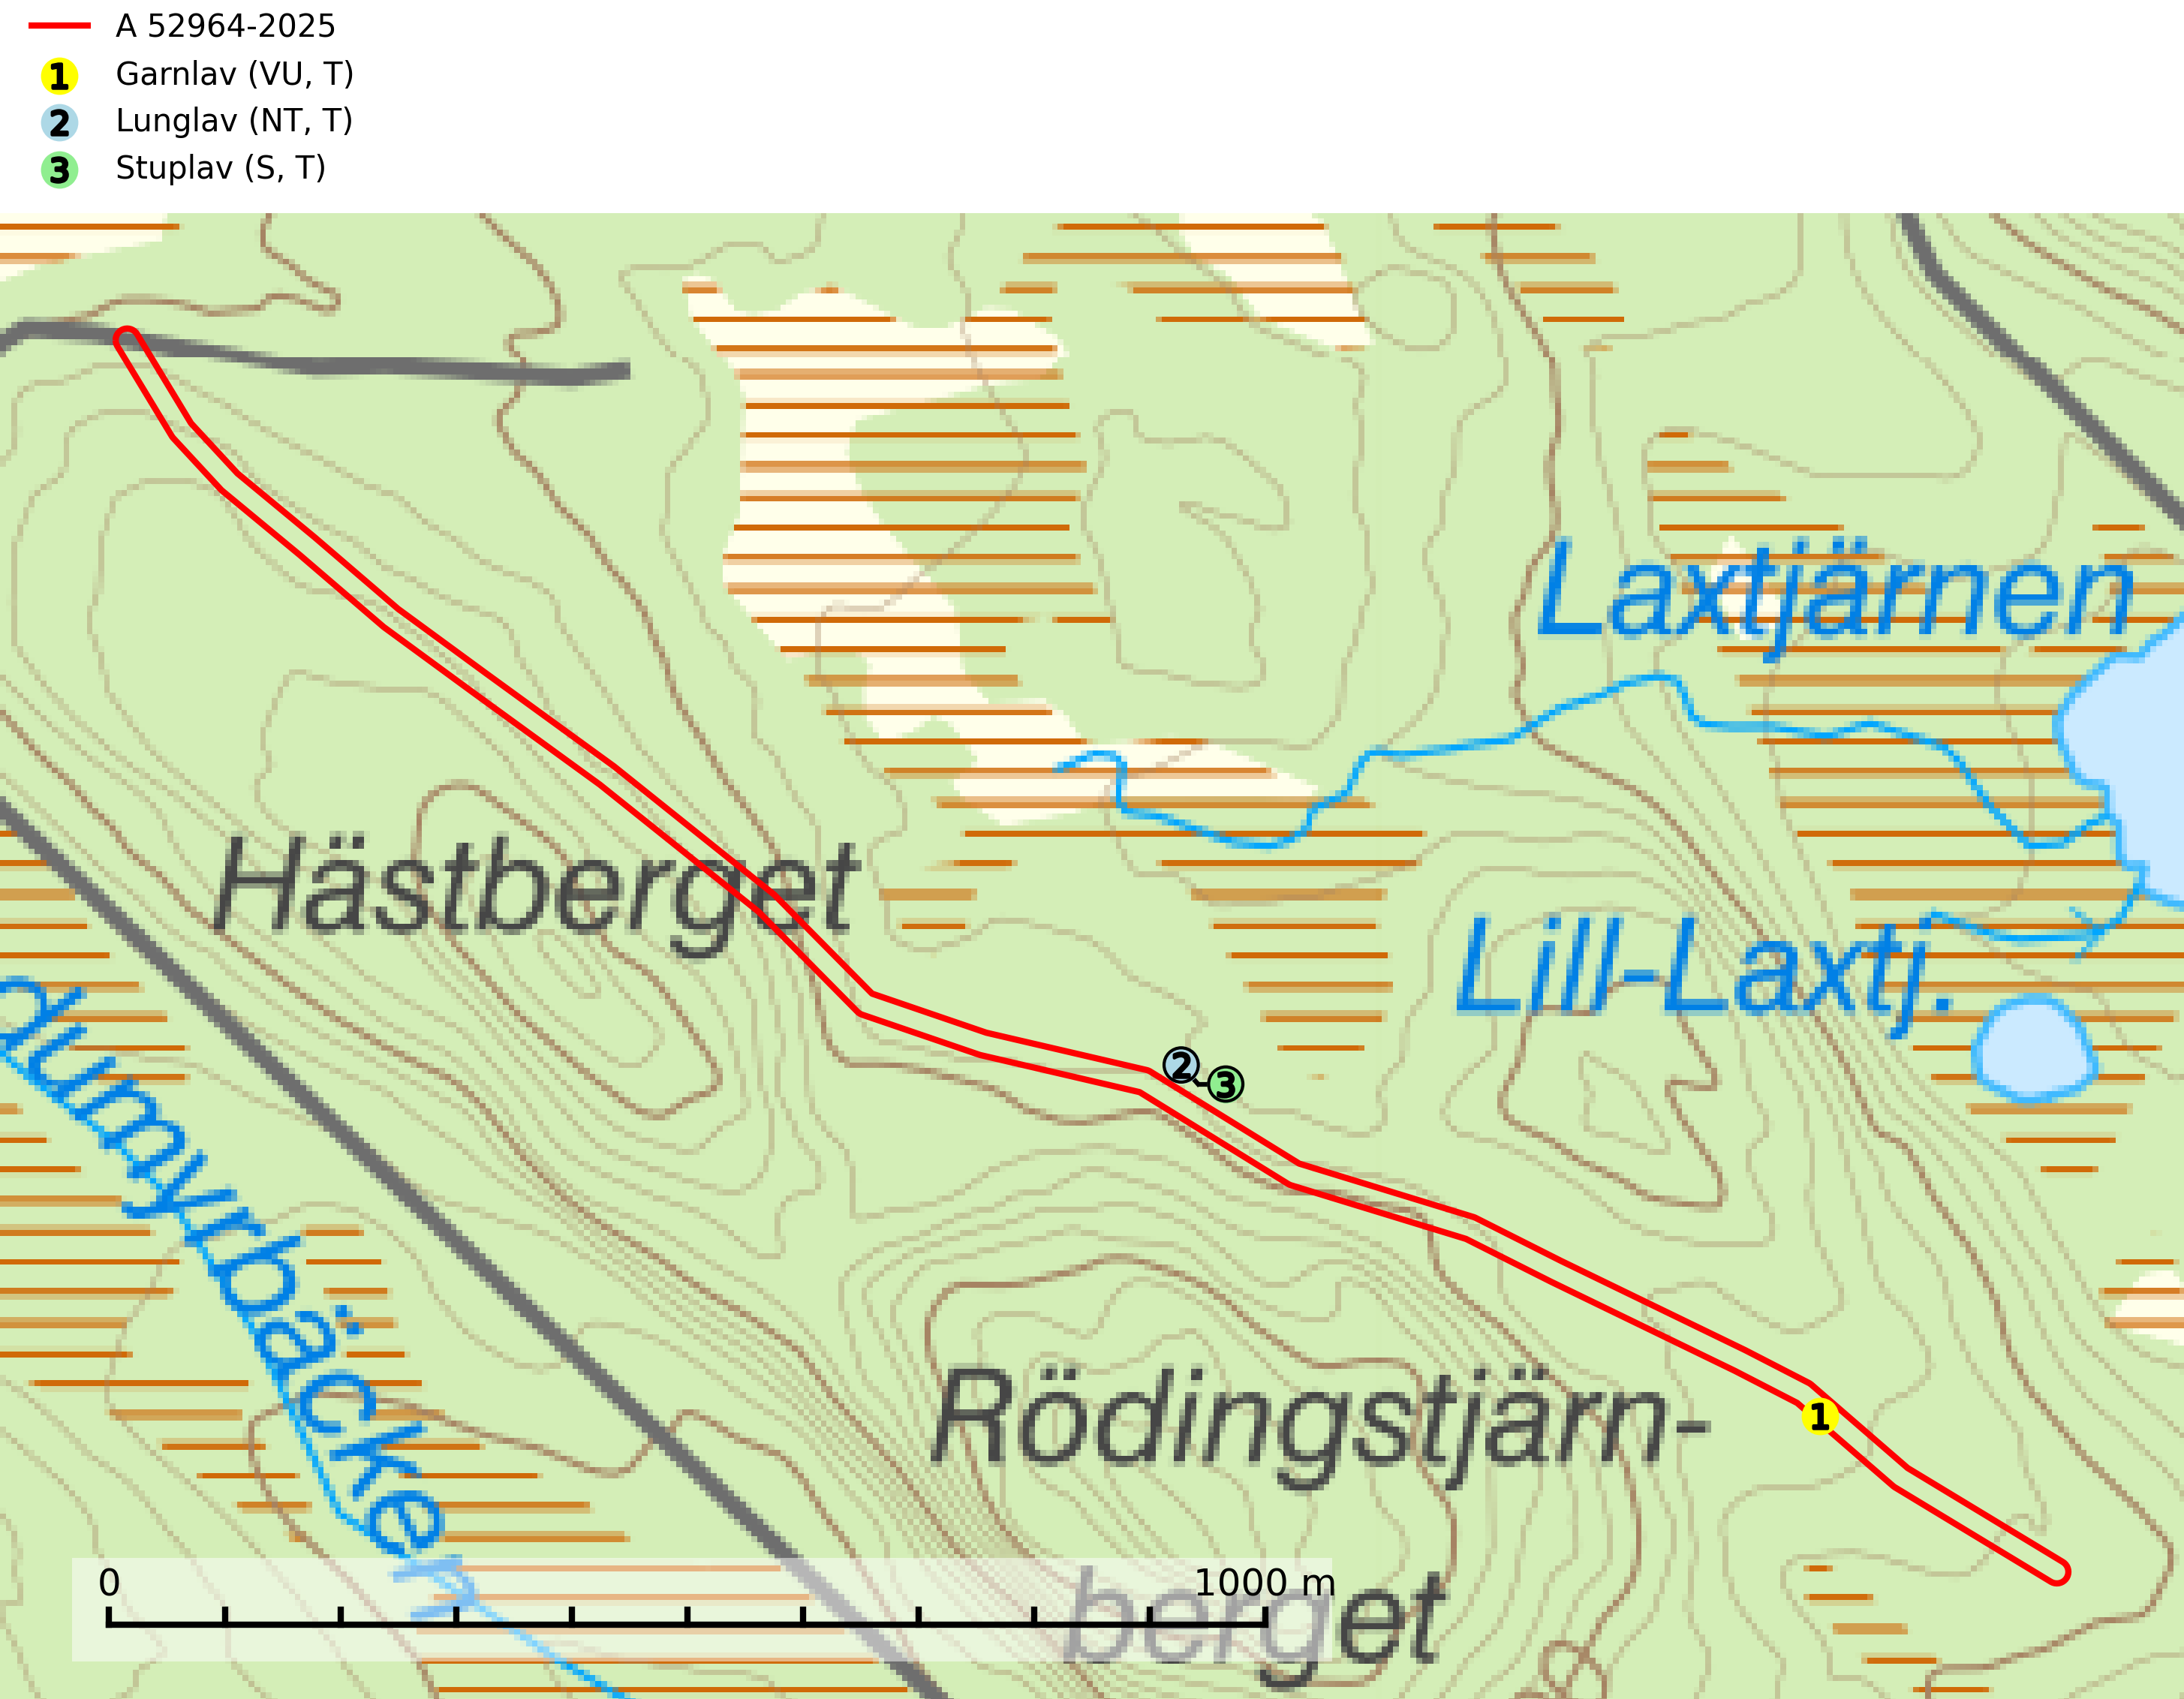 A 52964-2025
1 Garnlav (VU, T)
2 Lunglav (NT, T)
3 Stuplav (S, T)
Laxtjärnen
Hästberget
Lill-Laxtj.
2
3
Rödingstjärn-
berget
1
0 1000 m